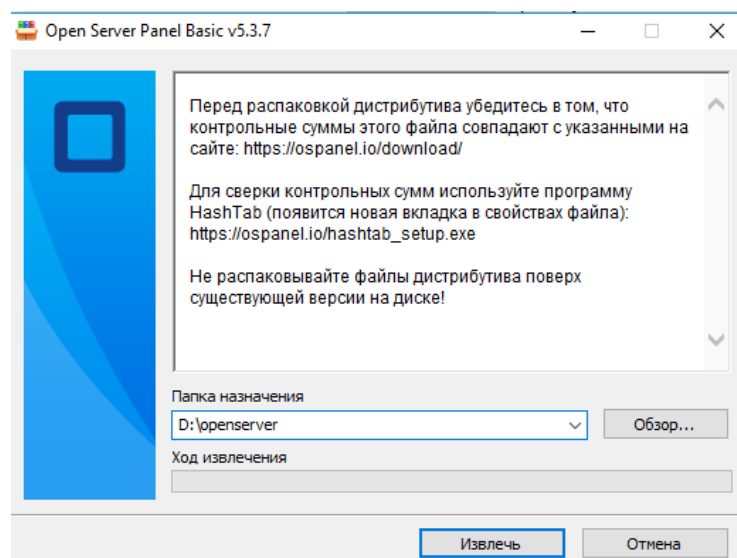 Open Server Panel Basic v5.3.7
Перед распаковкой дистрибутива убедитесь в том, что
контрольные суммы этого файла совпадают с указанными на
сайте: https://ospanel.io/download/
Для сверки контрольных сумм используйте программу
HashTab (появится новая вкладка в свойствах файла):
https://ospanel.io/hashtab_setup.exe
Не распаковывайте файлы дистрибутива поверх
существующей версии на диске!
Папка назначения
D:\openserver
Обзор...
Ход извлечения
Извлечь
Отмена